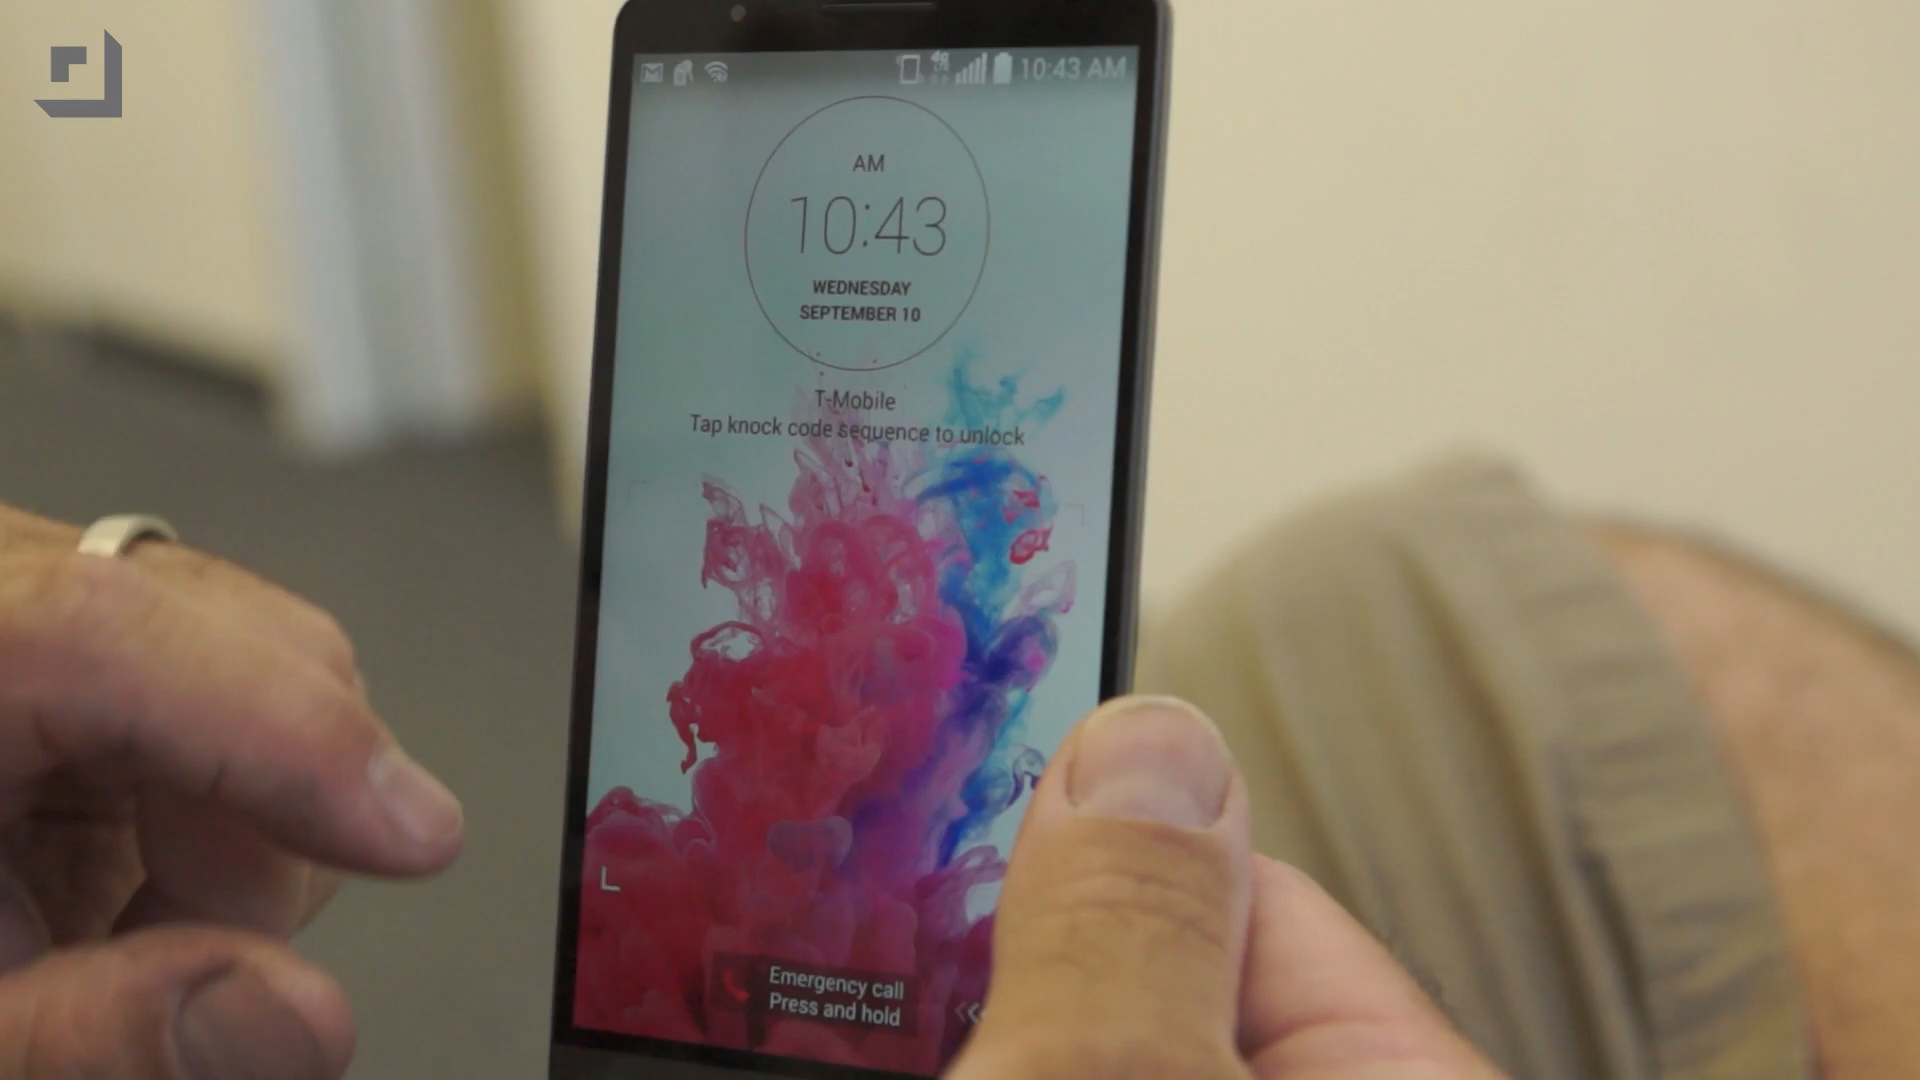 10:43 AM
AM
10:43
WEDNESDAY
SEPTEMBER 10
T-Mobile
Tap knock code sequence to unlock
Emergency call
Press and hold